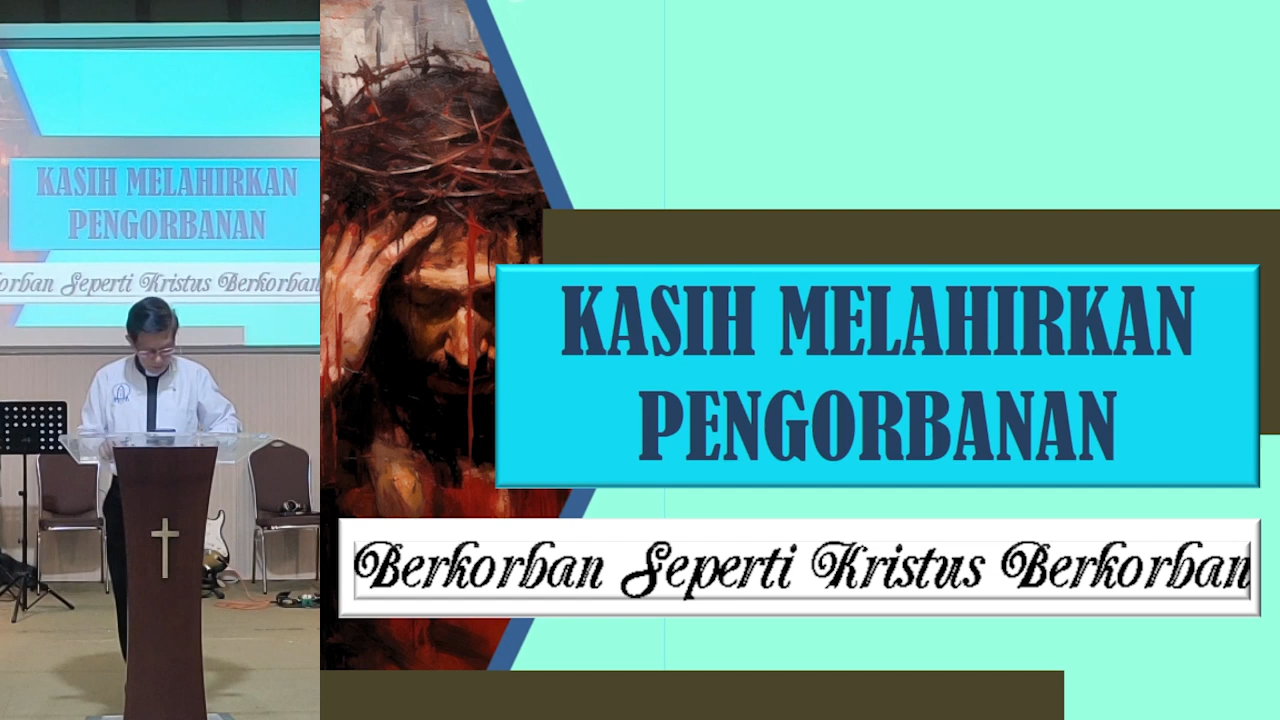 KASIH MELAHIRKAN
PENGORBANAN
orban Seperti Kristus Berkorban
KASIH MELAHIRKAN
PENGORBANAN
Berkorban Seperti Kristus Berkorban